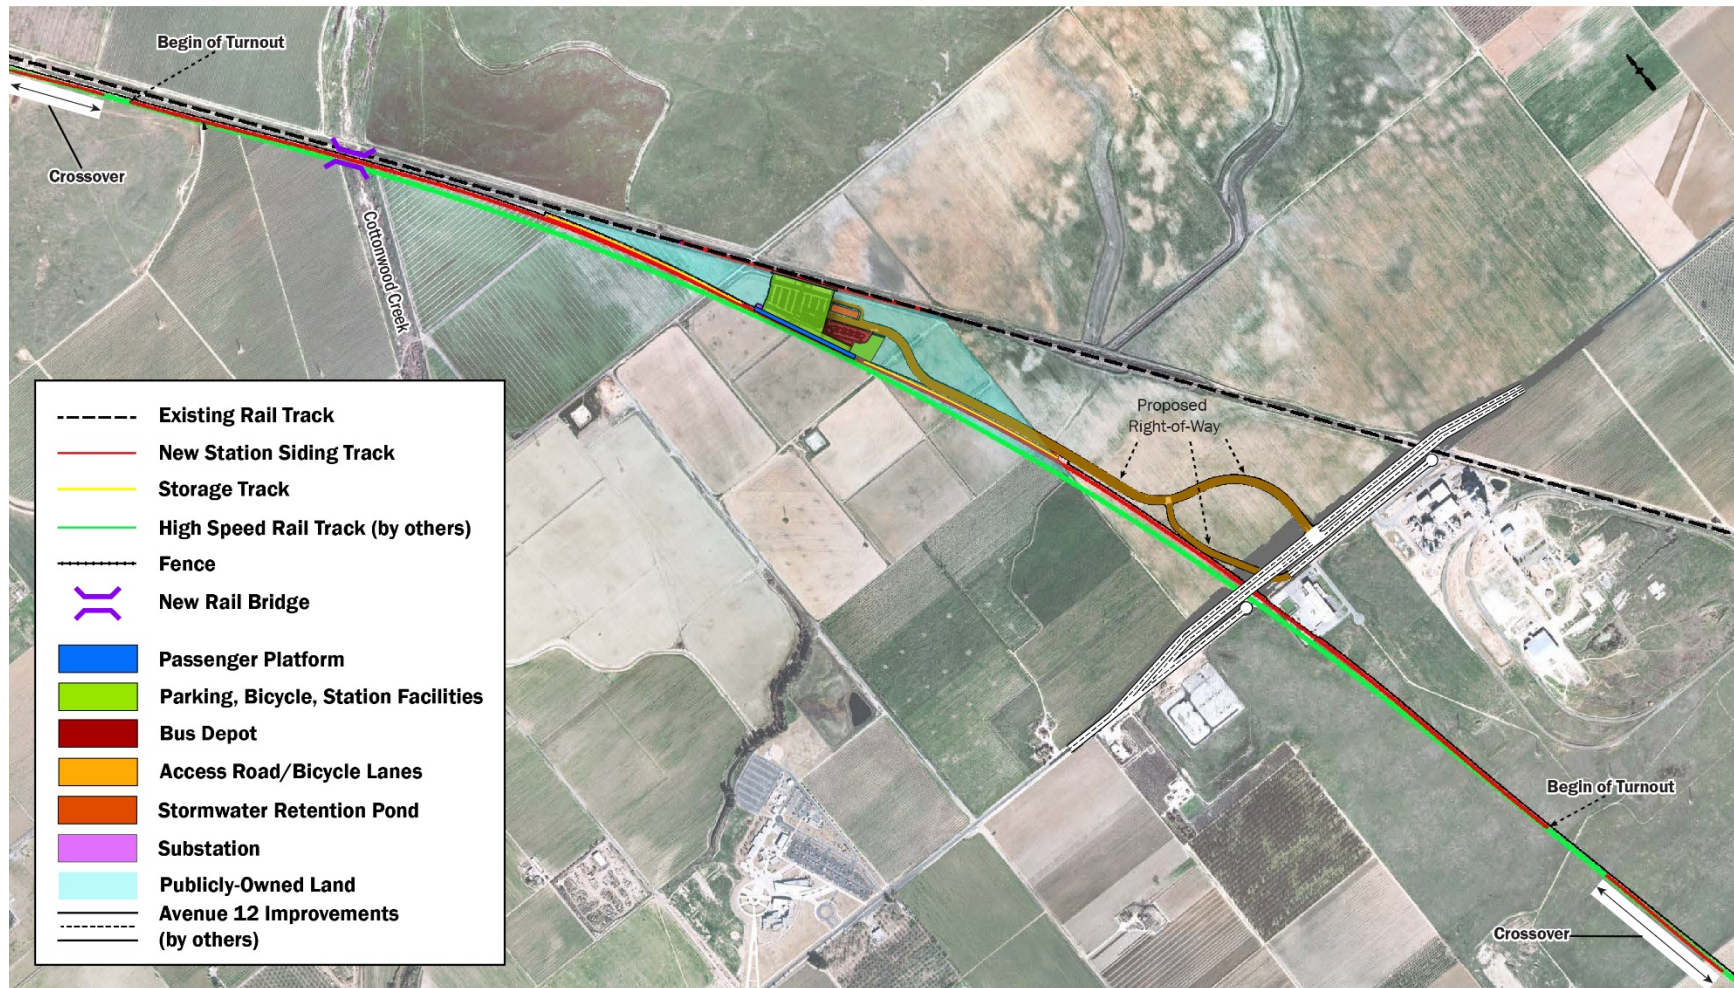 Begin of Turnout
Crossover
Cottonwood Creek
Proposed
Right-of-Way
Existing Rail Track
New Station Siding Track
Storage Track
High Speed Rail Track (by others)
Fence
New Rail Bridge
Passenger Platform
Parking, Bicycle, Station Facilities
Bus Depot
Access Road/Bicycle Lanes
Stormwater Retention Pond
Substation
Publicly-Owned Land
Avenue 12 Improvements
(by others)
Begin of Turnout
Crossover